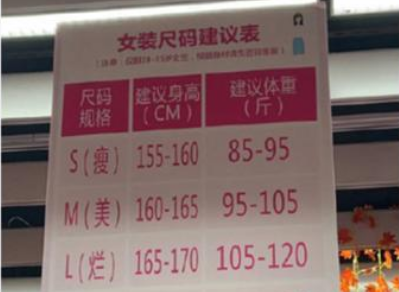 女装尺码建议表
尺码规格 建议身高(CM) 建议体重(斤)
S(瘦) 155-160 85-95
M(美) 160-165 95-105
L(烂) 165-170 105-120